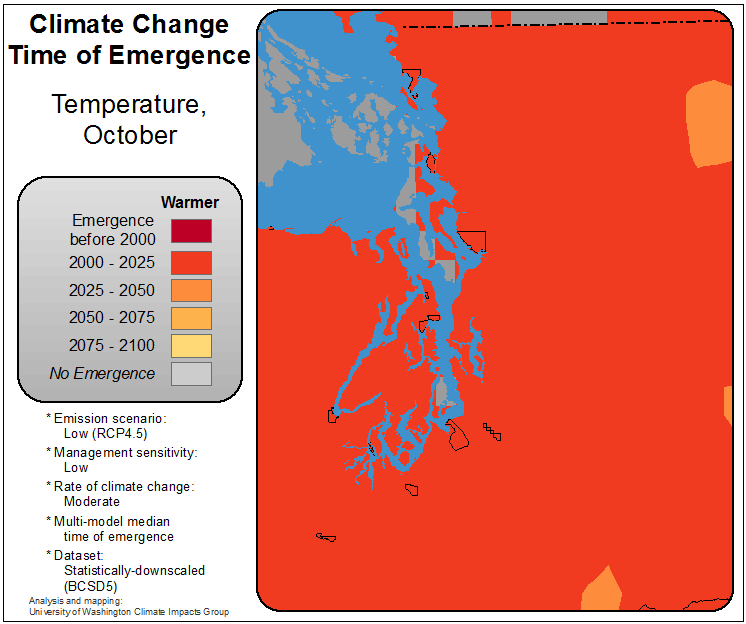 Climate Change
Time of Emergence
Temperature,
October
Warmer
Emergence
before 2000
2000 - 2025
2025 - 2050
2050 - 2075
2075 - 2100
No Emergence
* Emission scenario:
Low (RCP4.5)
* Management sensitivity:
Low
* Rate of climate change:
Moderate
* Multi-model median
time of emergence
* Dataset:
Statistically-downscaled
(BCSD5)
Analysis and mapping:
University of Washington Climate Impacts Group